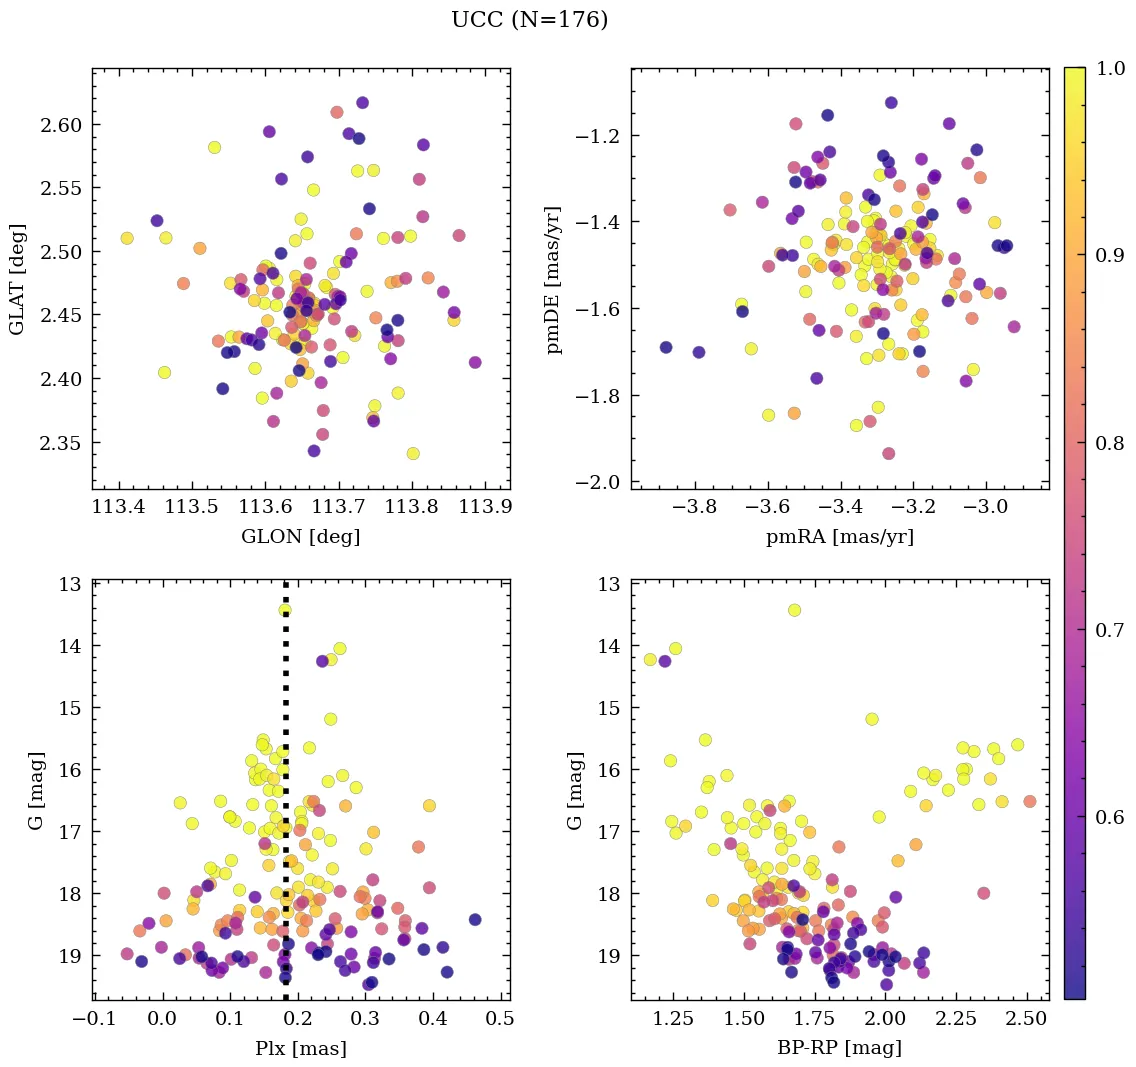 UCC (N=176)
2.60
2.55
2.50
2.45
2.40
2.35
GLAT [deg]
113.4 113.5 113.6 113.7 113.8 113.9
GLON [deg]
−1.2
−1.4
−1.6
−1.8
−2.0
pmDE [mas/yr]
−3.8 −3.6 −3.4 −3.2 −3.0
pmRA [mas/yr]
13
14
15
16
17
18
19
G [mag]
−0.1 0.0 0.1 0.2 0.3 0.4 0.5
Plx [mas]
13
14
15
16
17
18
19
G [mag]
1.25 1.50 1.75 2.00 2.25 2.50
BP-RP [mag]
1.0
0.9
0.8
0.7
0.6